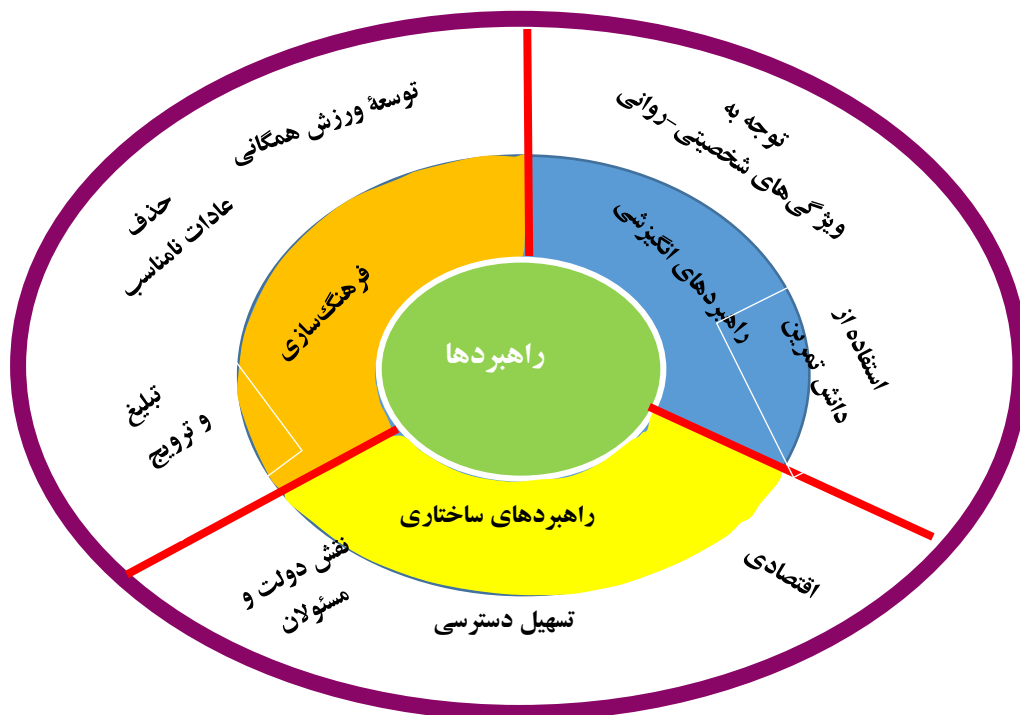 توجه به
ویژگی‌های شخصیتی-روانی
استفاده از
دانش تمرین
راهبردهای انگیزشی
توسعهٔ ورزش همگانی
حذف
عادات نامناسب
تبلیغ
و ترویج
فرهنگ‌سازی
راهبردها
راهبردهای ساختاری
نقش دولت و
مسئولان
تسهیل دسترسی
اقتصادی